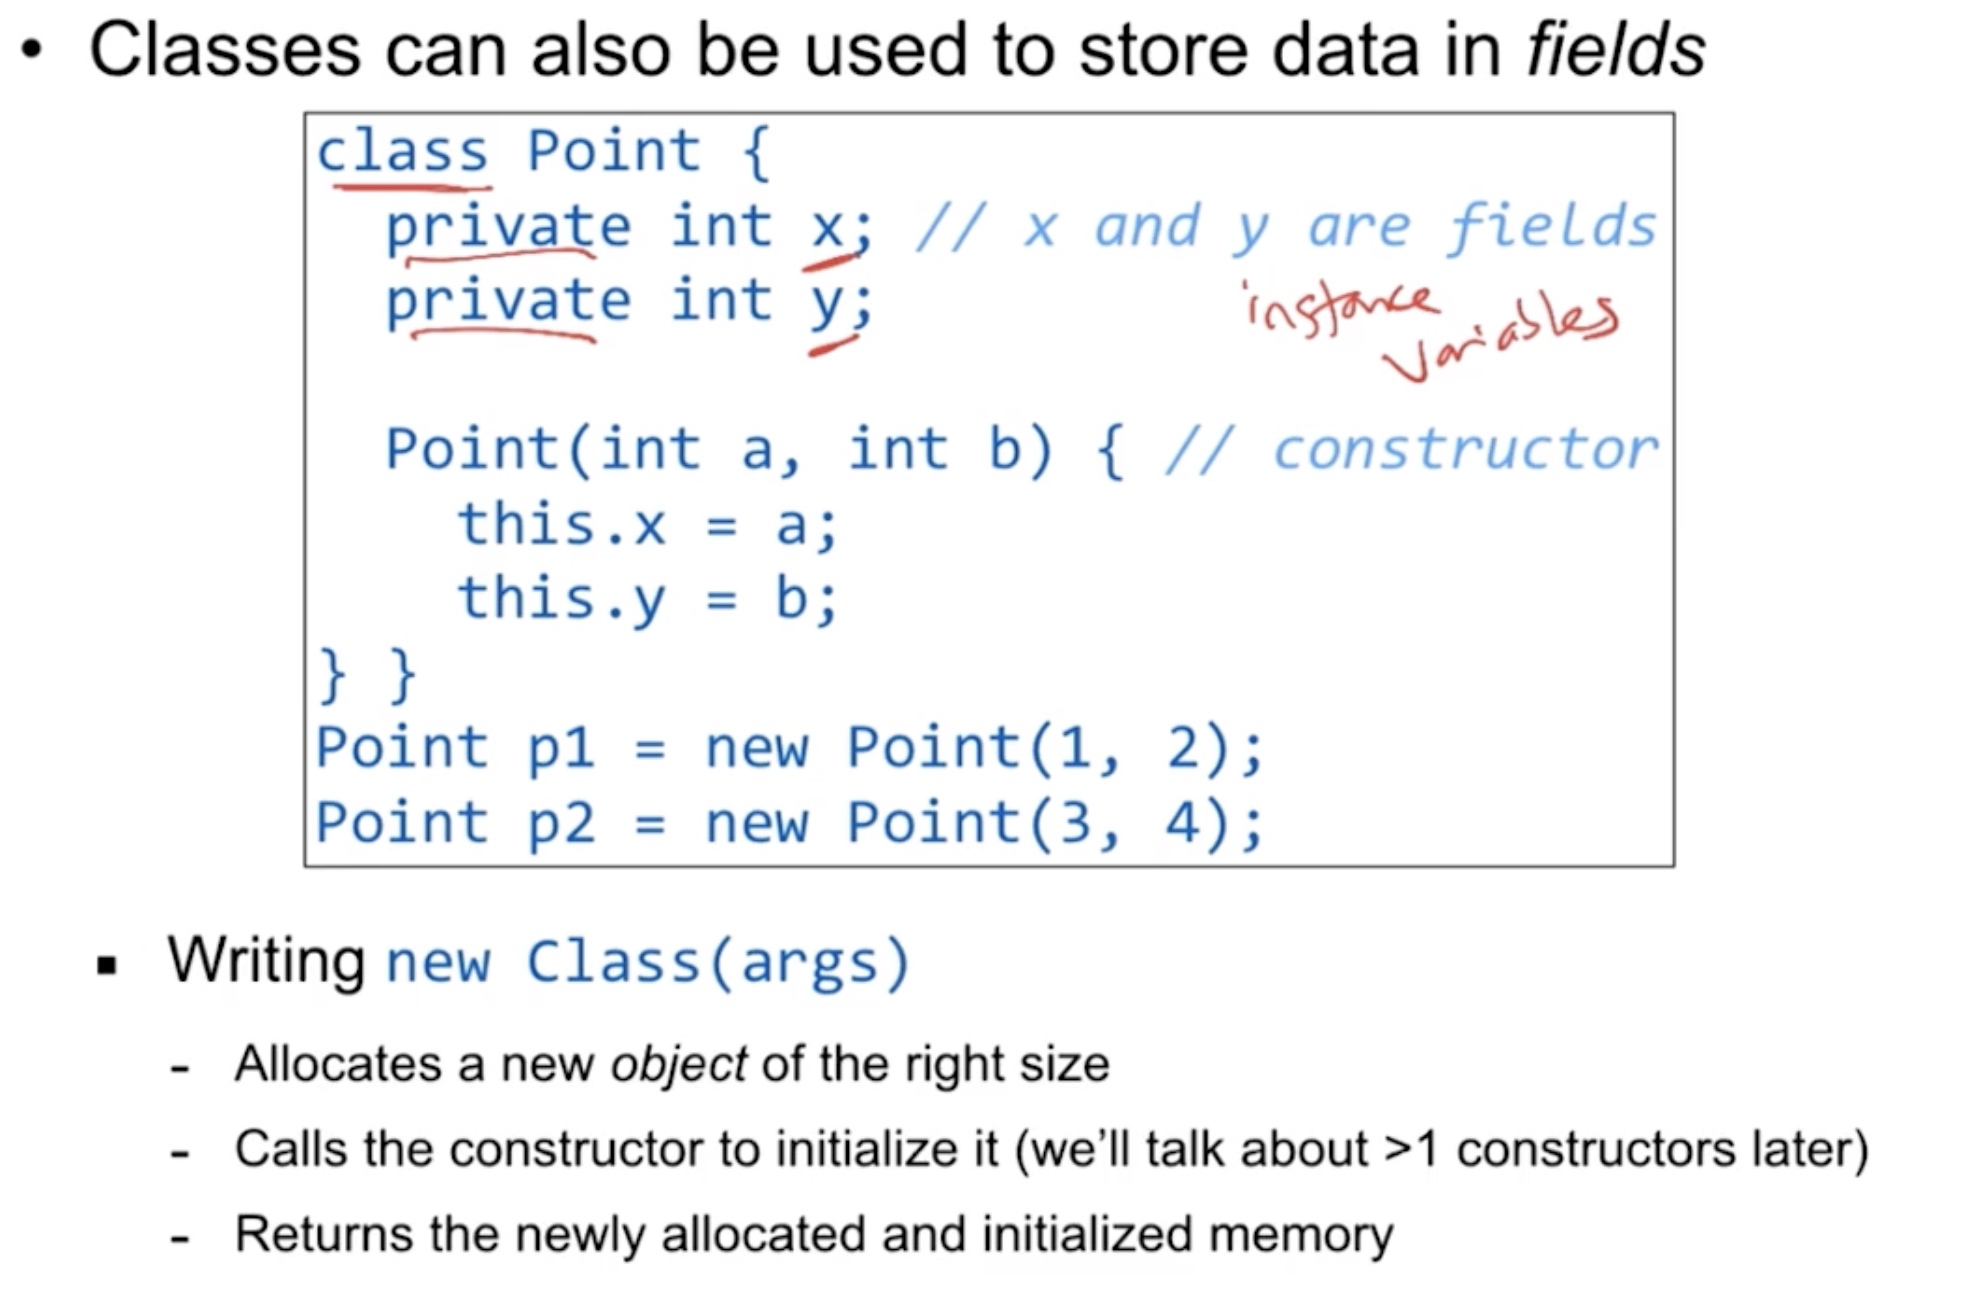 • Classes can also be used to store data in fields
class Point {
private int x; // x and y are fields
private int y;
instance
variables
Point(int a, int b) { // constructor
this.x = a;
this.y = b;
} }
Point p1 = new Point(1, 2);
Point p2 = new Point(3, 4);
▪ Writing new Class(args)
- Allocates a new object of the right size
- Calls the constructor to initialize it (we'll talk about >1 constructors later)
- Returns the newly allocated and initialized memory